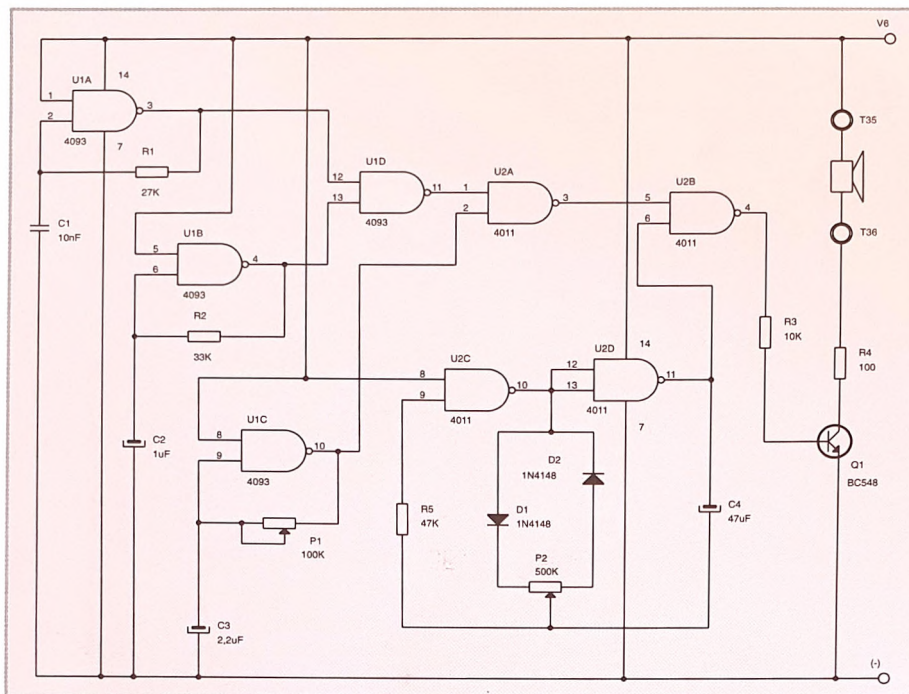 V6
U1A
14
1
3
2
4093
7
R1
27K
T35
U1D
12
11
13
4093
U2A
1
3
2
4011
U2B
5
4
6
4011
C1
10nF
U1B
5
4
6
4093
T36
R2
33K
R3
10K
R4
100
U2C
8
10
9
4011
U2D
14
12
11
13
4011
7
U1C
8
10
9
4093
C2
1uF
Q1
BC548
D2
1N4148
R5
47K
D1
1N4148
C4
47uF
P1
100K
P2
500K
C3
2,2uF
(-)